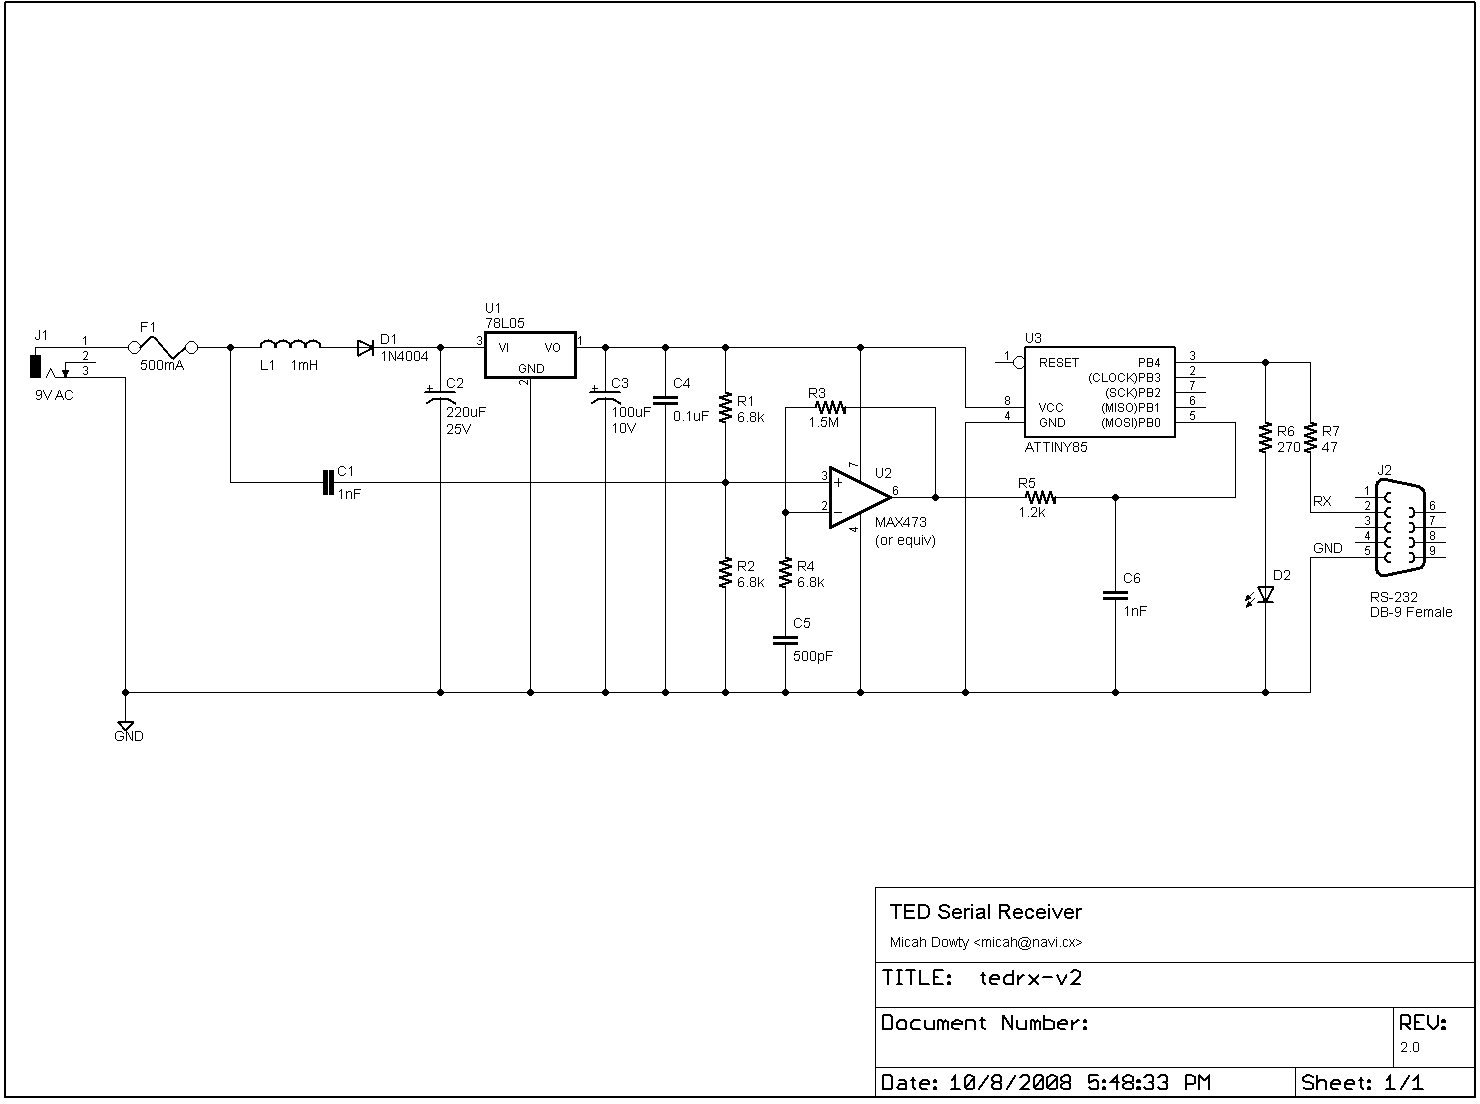 J1
1
2
3
9V AC
F1
500mA
L1 1mH
D1
1N4004
C1
1nF
C2
220uF
25V
U1
78L05
3 VI VO 1
GND
2
C3
100uF
10V
C4
0.1uF
R1
6.8k
R2
6.8k
R3
1.5M
R4
6.8k
C5
500pF
3 +
2 −
7
4
6
U2
MAX473
(or equiv)
R5
1.2k
C6
1nF
U3
1 RESET PB4 3
(CLOCK)PB3 2
(SCK)PB2 7
8 VCC (MISO)PB1 6
4 GND (MOSI)PB0 5
ATTINY85
R6
270
R7
47
D2
J2
RX
GND
1
2
3
4
5
6
7
8
9
RS-232
DB-9 Female
GND
TED Serial Receiver
Micah Dowty <micah@navi.cx>
TITLE: tedrx-v2
Document Number:
REV:
2.0
Date: 10/8/2008 5:48:33 PM
Sheet: 1/1